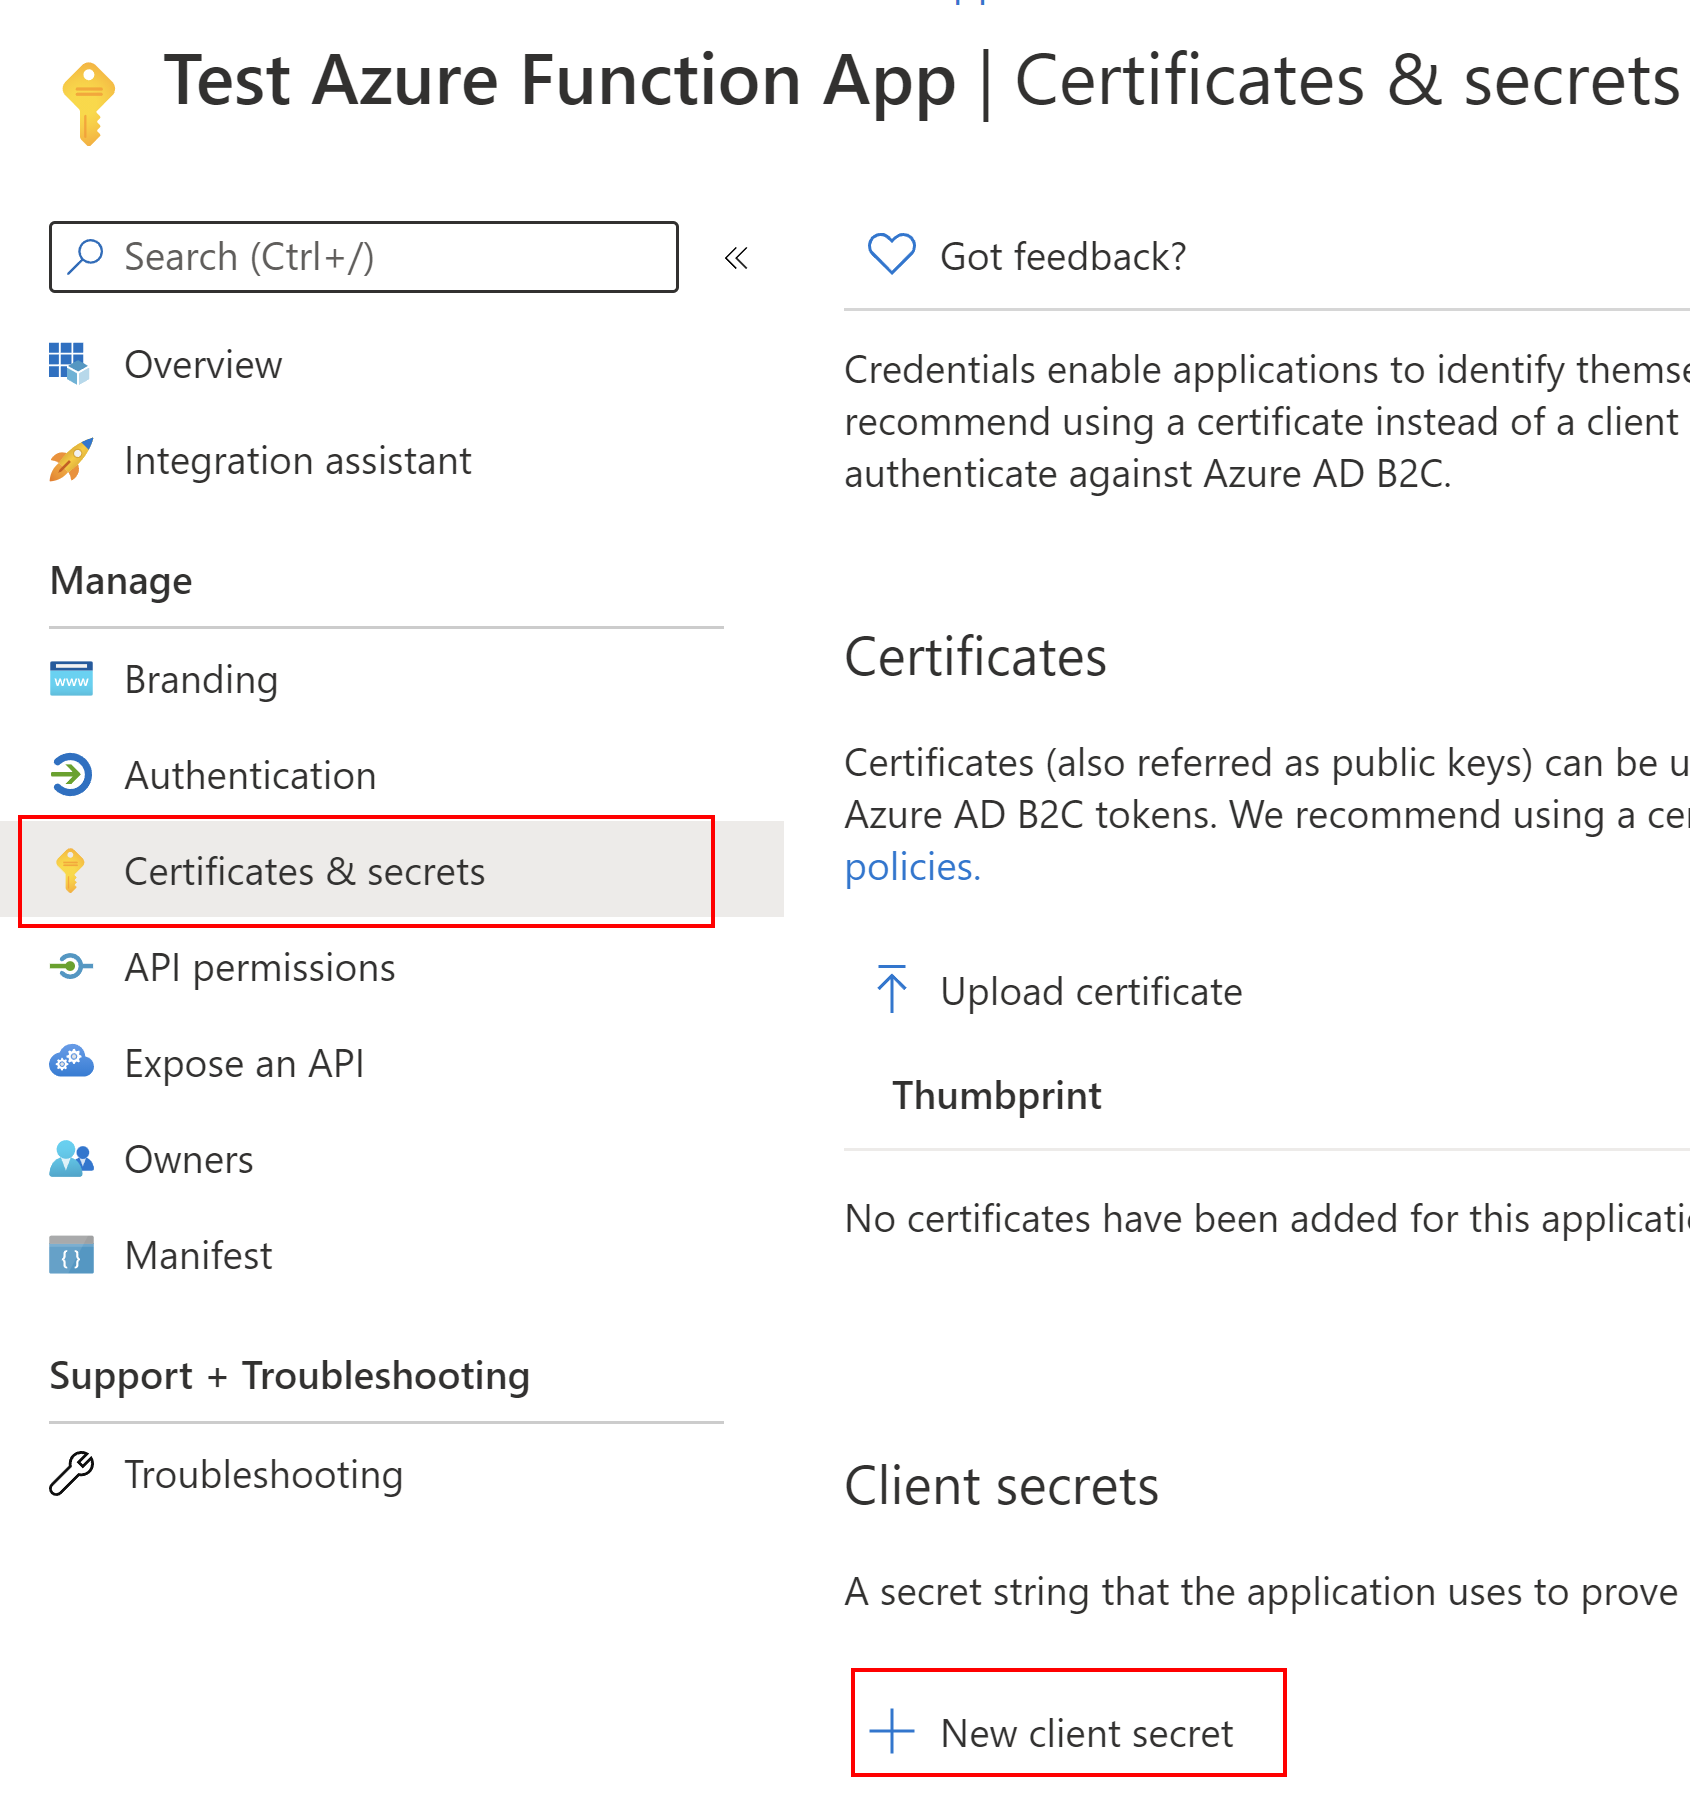 Test Azure Function App | Certificates & secrets
Search (Ctrl+/)
Overview
Integration assistant
Manage
Branding
Authentication
Certificates & secrets
API permissions
Expose an API
Owners
Manifest
Support + Troubleshooting
Troubleshooting
Got feedback?
Credentials enable applications to identify
recommend using a certificate instead of a client
authenticate against Azure AD B2C.
Certificates
Certificates (also referred as public keys) can be
Azure AD B2C tokens. We recommend using a
policies.
Upload certificate
Thumbprint
No certificates have been added for this
Client secrets
A secret string that the application uses to prove
New client secret